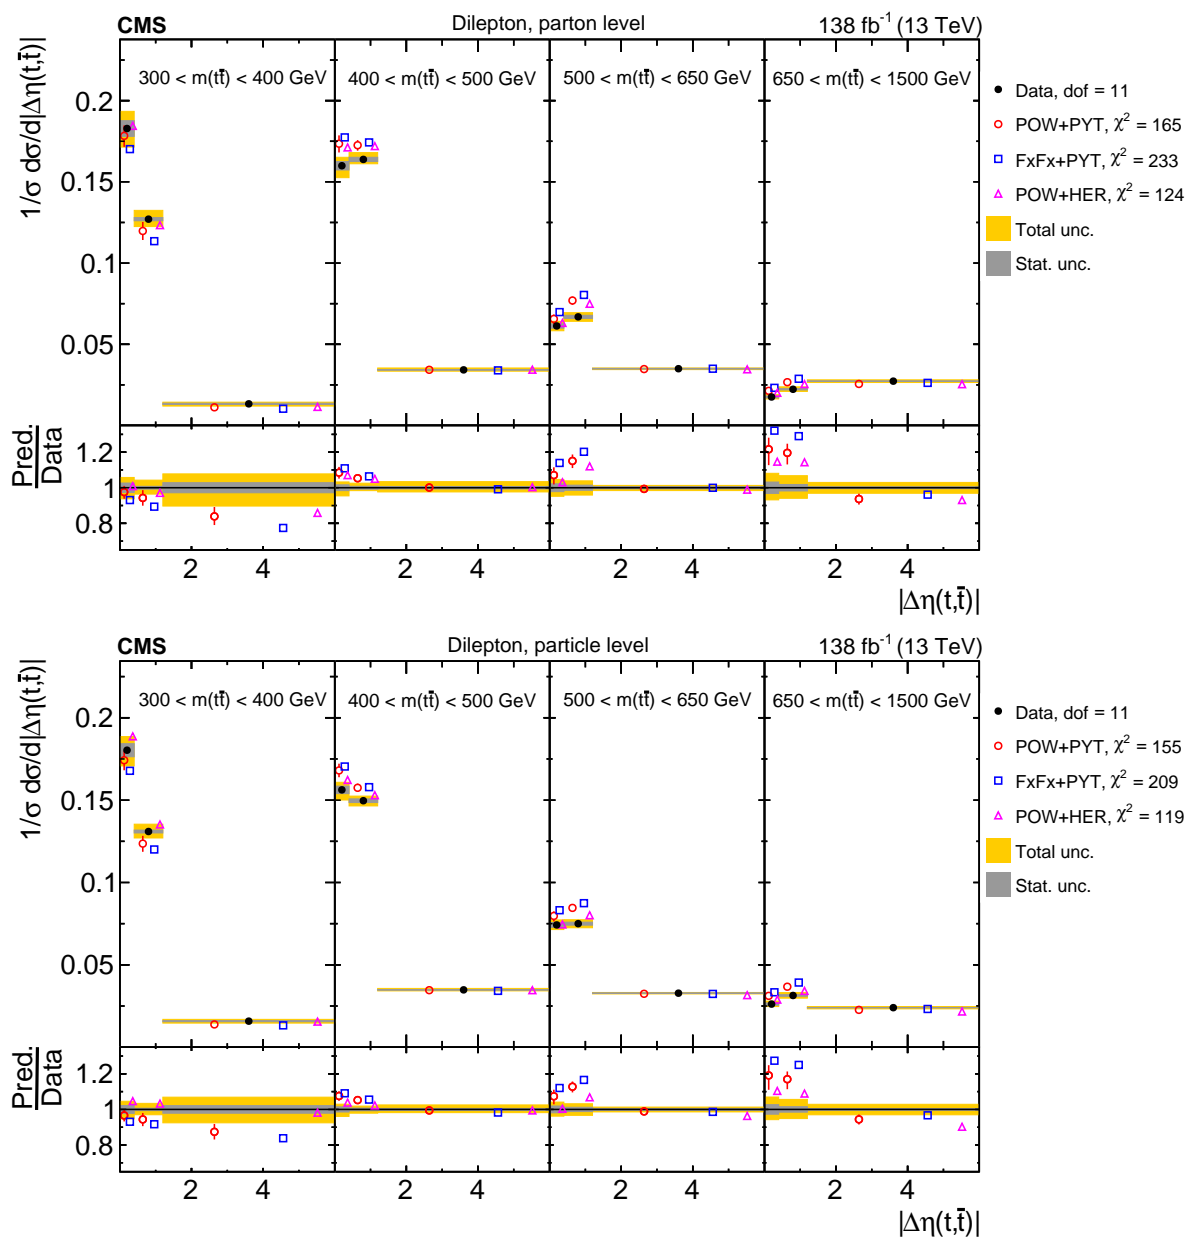 CMS Dilepton, parton level 138 fb⁻¹ (13 TeV)
1/σ dσ/d|Δη(t,t̄)|
300 < m(tt̄) < 400 GeV 400 < m(tt̄) < 500 GeV 500 < m(tt̄) < 650 GeV 650 < m(tt̄) < 1500 GeV
0.2
0.15
0.1
0.05
Data, dof = 11
POW+PYT, χ² = 165
FxFx+PYT, χ² = 233
POW+HER, χ² = 124
Total unc.
Stat. unc.
Pred.
Data
1.2
1
0.8
2 4 2 4 2 4 2 4
|Δη(t,t̄)|
CMS Dilepton, particle level 138 fb⁻¹ (13 TeV)
1/σ dσ/d|Δη(t,t̄)|
300 < m(tt̄) < 400 GeV 400 < m(tt̄) < 500 GeV 500 < m(tt̄) < 650 GeV 650 < m(tt̄) < 1500 GeV
0.2
0.15
0.1
0.05
Data, dof = 11
POW+PYT, χ² = 155
FxFx+PYT, χ² = 209
POW+HER, χ² = 119
Total unc.
Stat. unc.
Pred.
Data
1.2
1
0.8
2 4 2 4 2 4 2 4
|Δη(t,t̄)|